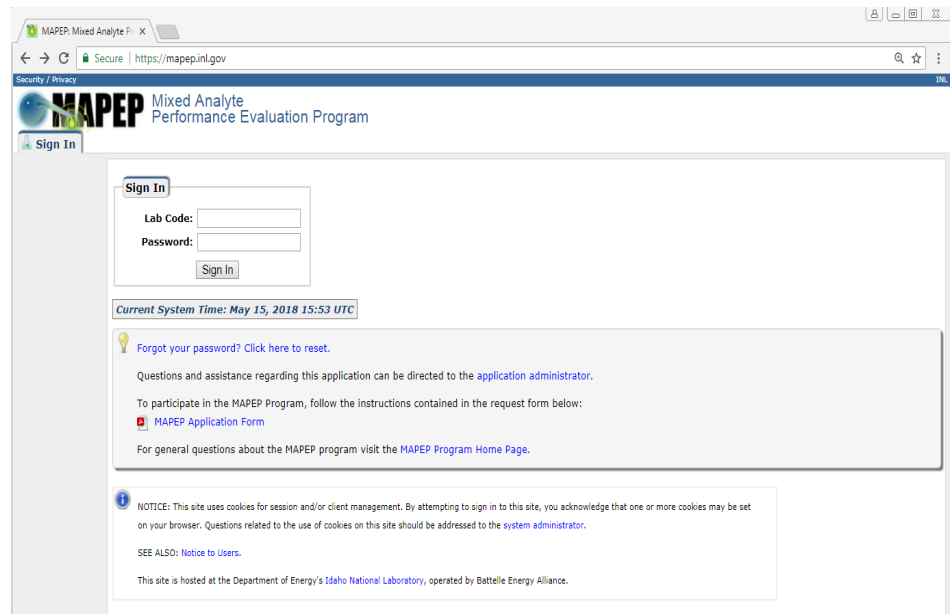 MAPEP: Mixed Analyte Pr
Secure | https://mapep.inl.gov
Security / Privacy
INL
MAPEP
Mixed Analyte
Performance Evaluation Program
Sign In
Sign In
Lab Code:
Password:
Sign In
Current System Time: May 15, 2018 15:53 UTC
Forgot your password? Click here to reset.
Questions and assistance regarding this application can be directed to the application administrator.
To participate in the MAPEP Program, follow the instructions contained in the request form below:
MAPEP Application Form
For general questions about the MAPEP program visit the MAPEP Program Home Page.
NOTICE: This site uses cookies for session and/or client management. By attempting to sign in to this site, you acknowledge that one or more cookies may be set
on your browser. Questions related to the use of cookies on this site should be addressed to the system administrator.
SEE ALSO: Notice to Users.
This site is hosted at the Department of Energy's Idaho National Laboratory, operated by Battelle Energy Alliance.